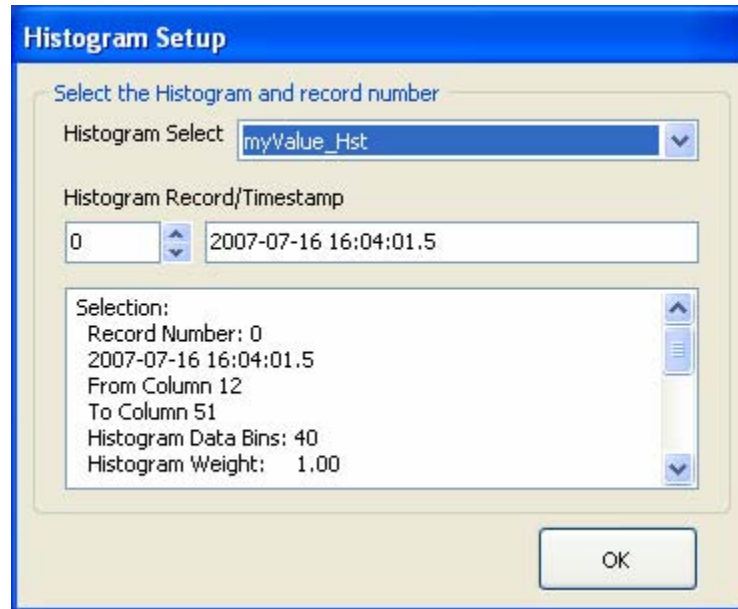 Histogram Setup
Select the Histogram and record number
Histogram Select myValue_Hst
Histogram Record/Timestamp
0 2007-07-16 16:04:01.5
Selection:
Record Number: 0
2007-07-16 16:04:01.5
From Column 12
To Column 51
Histogram Data Bins: 40
Histogram Weight: 1.00
OK